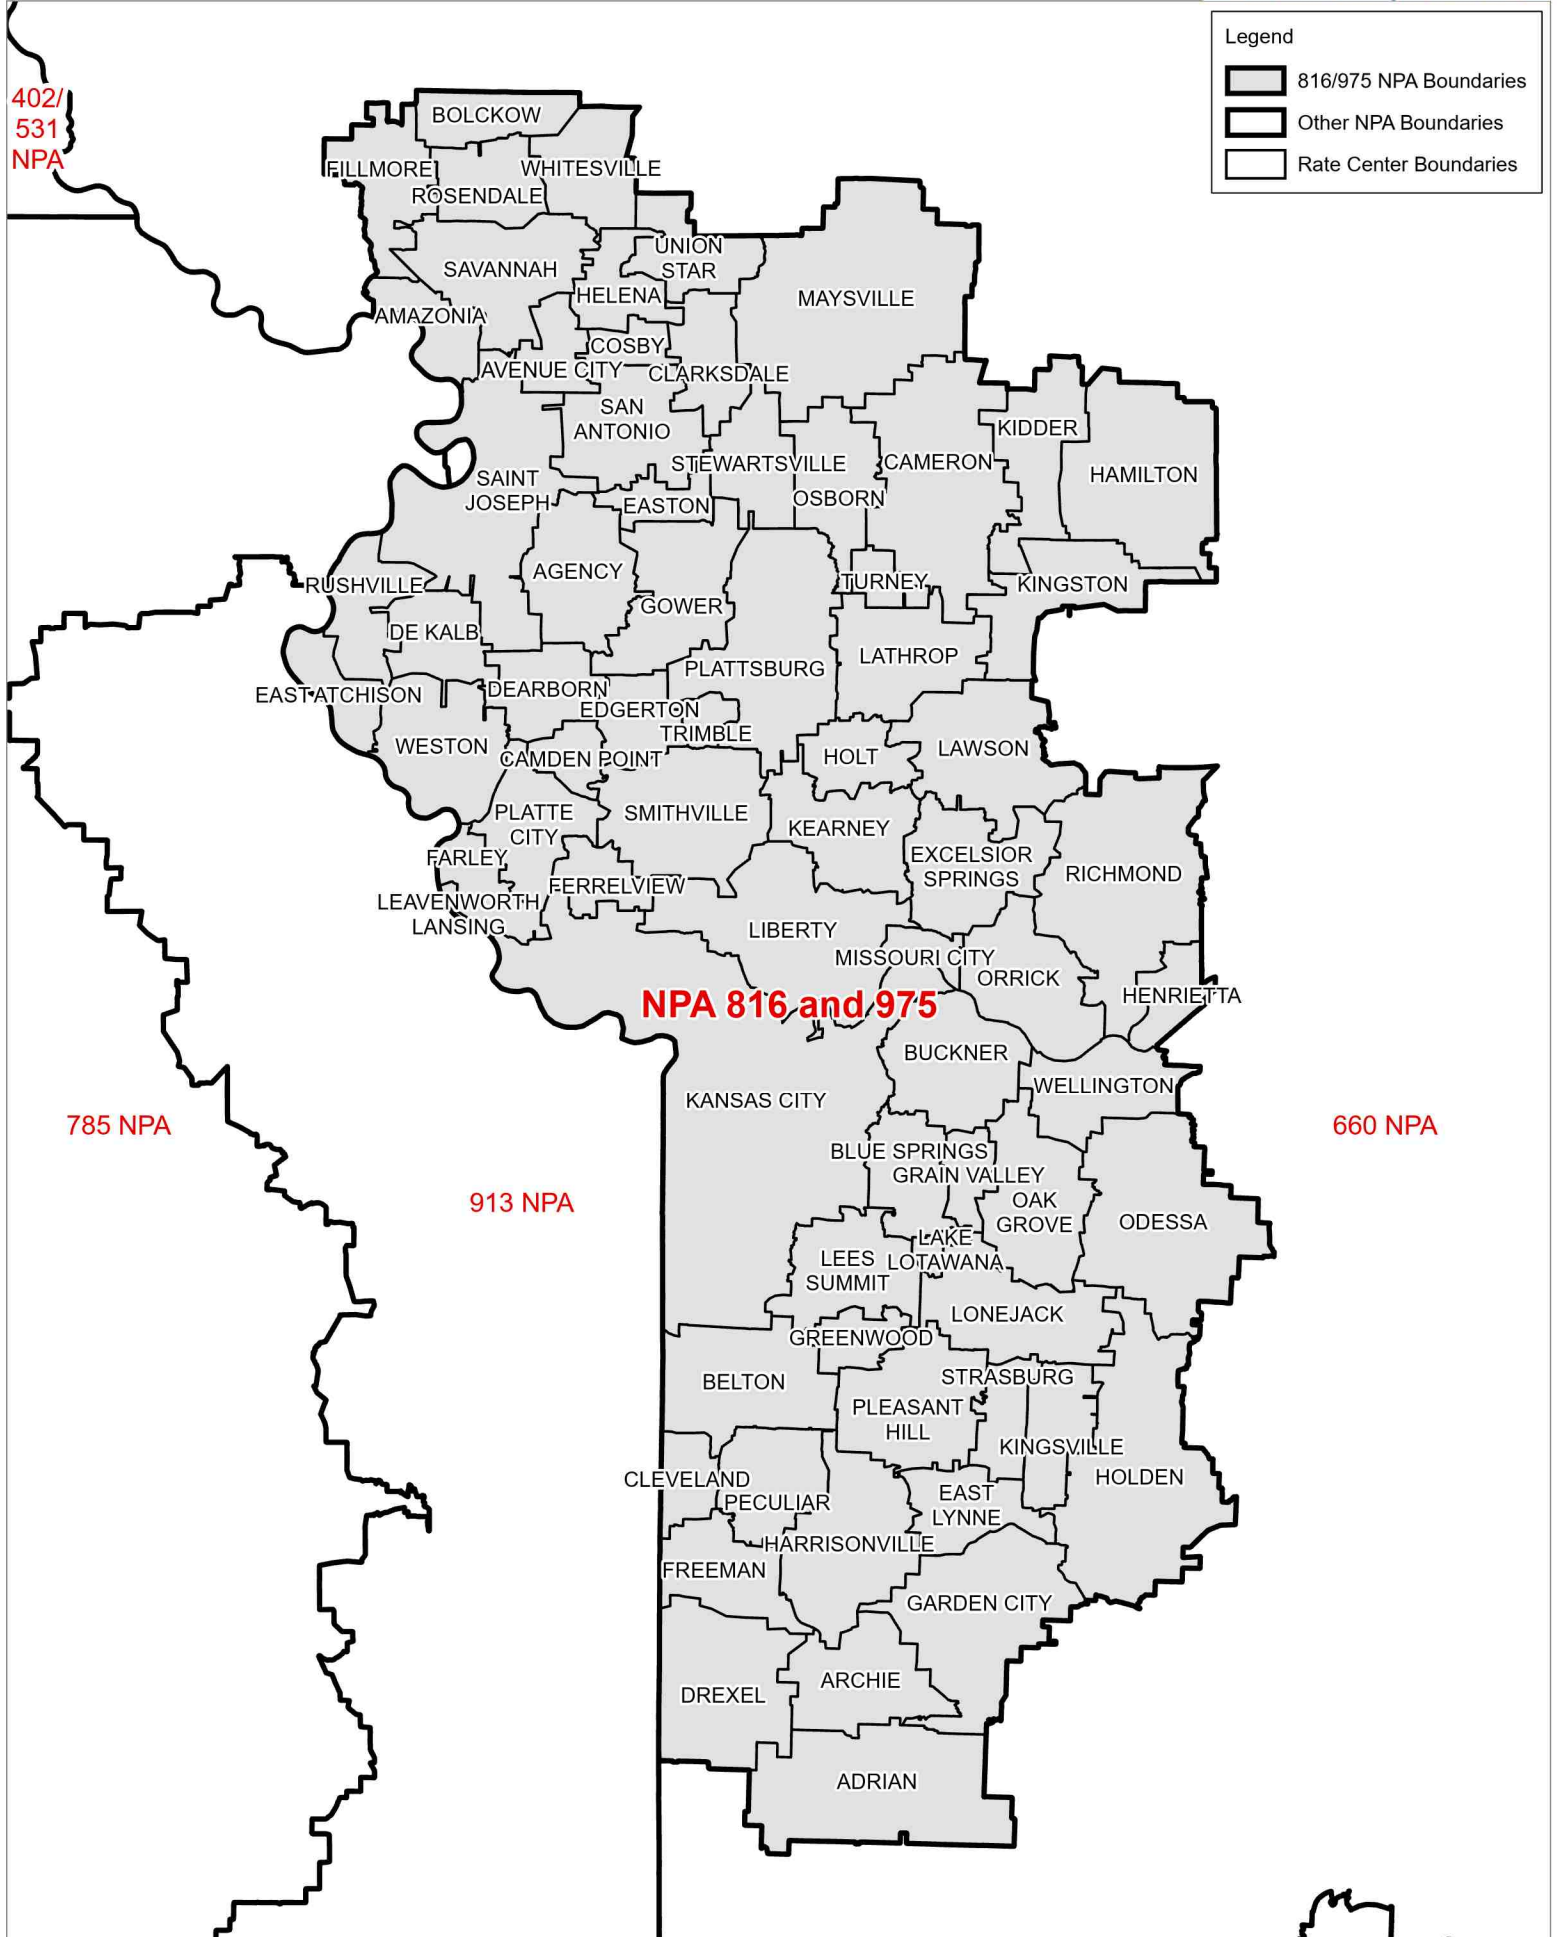 Legend
816/975 NPA Boundaries
Other NPA Boundaries
Rate Center Boundaries
402/
531
NPA
BOLCKOW
FILLMORE
WHITESVILLE
ROSENDALE
UNION
STAR
SAVANNAH
HELENA
MAYSVILLE
AMAZONIA
COSBY
AVENUE CITY
CLARKSDALE
SAN
ANTONIO
KIDDER
STEWARTSVILLE
CAMERON
HAMILTON
SAINT
JOSEPH
OSBORN
EASTON
AGENCY
TURNEY
KINGSTON
RUSHVILLE
GOWER
DE KALB
LATHROP
PLATTSBURG
EAST ATCHISON
DEARBORN
EDGERTON
TRIMBLE
WESTON
CAMDEN POINT
HOLT
LAWSON
PLATTE
CITY
SMITHVILLE
KEARNEY
FARLEY
EXCELSIOR
SPRINGS
RICHMOND
FERRELVIEW
LEAVENWORTH
LANSING
LIBERTY
MISSOURI CITY
ORRICK
HENRIETTA
NPA 816 and 975
BUCKNER
WELLINGTON
KANSAS CITY
785 NPA
660 NPA
BLUE SPRINGS
GRAIN VALLEY
913 NPA
OAK
GROVE
ODESSA
LAKE
LOTAWANA
LEES
SUMMIT
LONEJACK
GREENWOOD
BELTON
STRASBURG
PLEASANT
HILL
KINGSVILLE
CLEVELAND
HOLDEN
PECULIAR
EAST
LYNNE
HARRISONVILLE
FREEMAN
GARDEN CITY
ARCHIE
DREXEL
ADRIAN